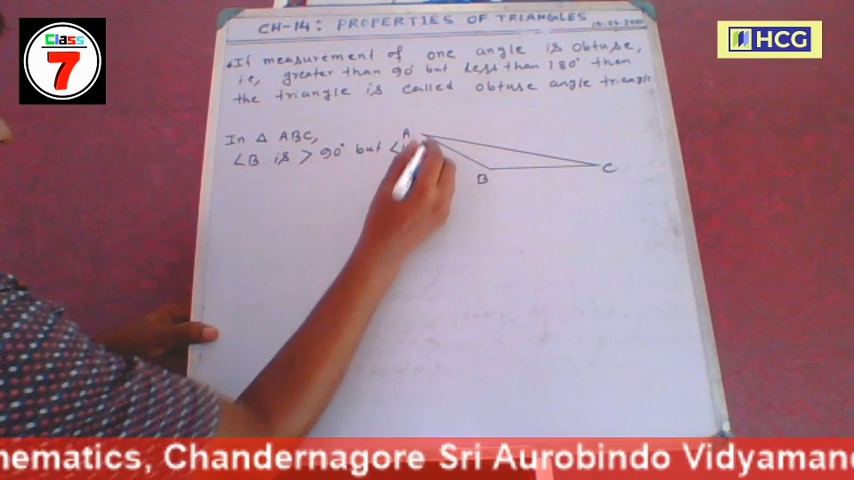 Class
7
HCG
CH-14: PROPERTIES OF TRIANGLES
If measurement of one angle is obtuse,
i.e, greater than 90° but less than 180° then
the triangle is called obtuse angle triangle
In △ ABC,
∠B is > 90° but <
A
B
C
hematics, Chandernagore Sri Aurobindo Vidyaman